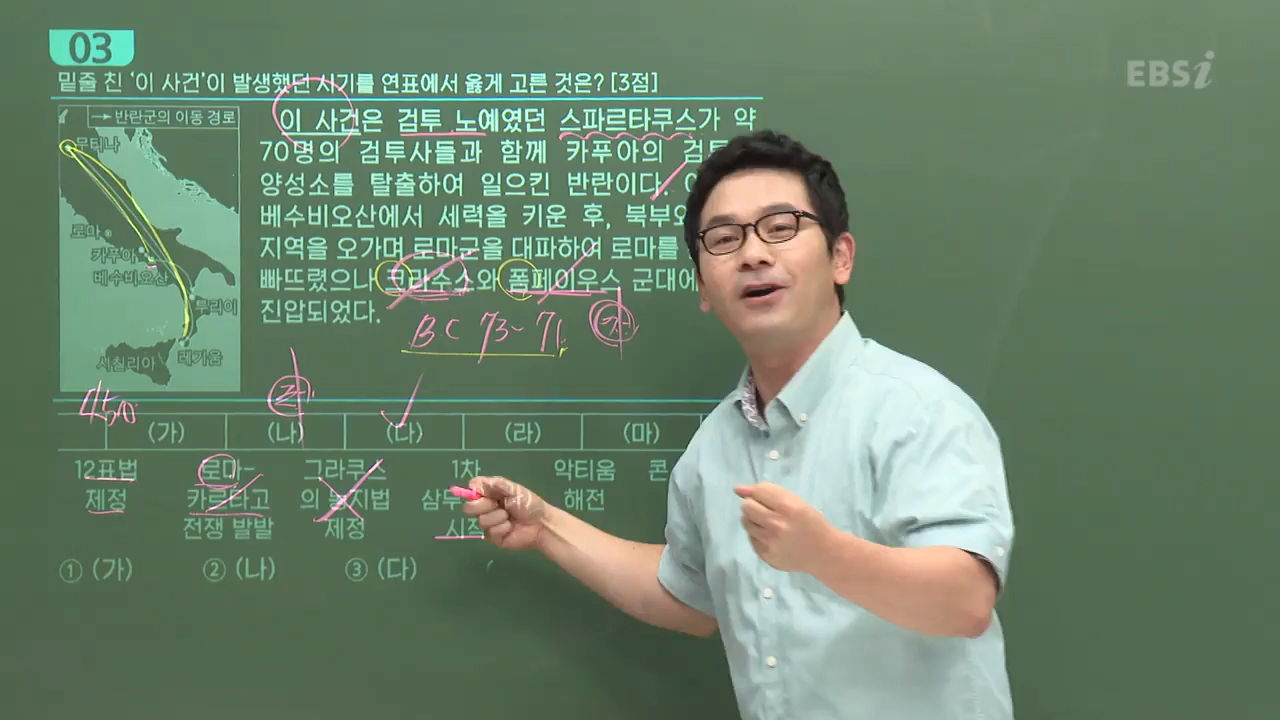 03
EBSi
밑줄 친 '이 사건'이 발생했던 시기를 연표에서 옳게 고른 것은? [3점]
→ 반란군의 이동 경로
무티나
로마
카푸아
베수비오산
투리이
레기움
시칠리아
이 사건은 검투 노예였던 스파르타쿠스가 약
70명의 검투사들과 함께 카푸아의
양성소를 탈출하여 일으킨 반란이다.
베수비오산에서 세력을 키운 후, 북부와
지역을 오가며 로마군을 대파하여 로마를
빠뜨렸으나 크라수스와 폼페이우스 군대에
진압되었다.
BC 73~71.
450
(가) (나) (다) (라) (마)
12표법 로마- 그라쿠스 1차 악티움 콘
제정 카르타고 의 농지법 해전
전쟁 발발 제정 시작
① (가) ② (나) ③ (다)